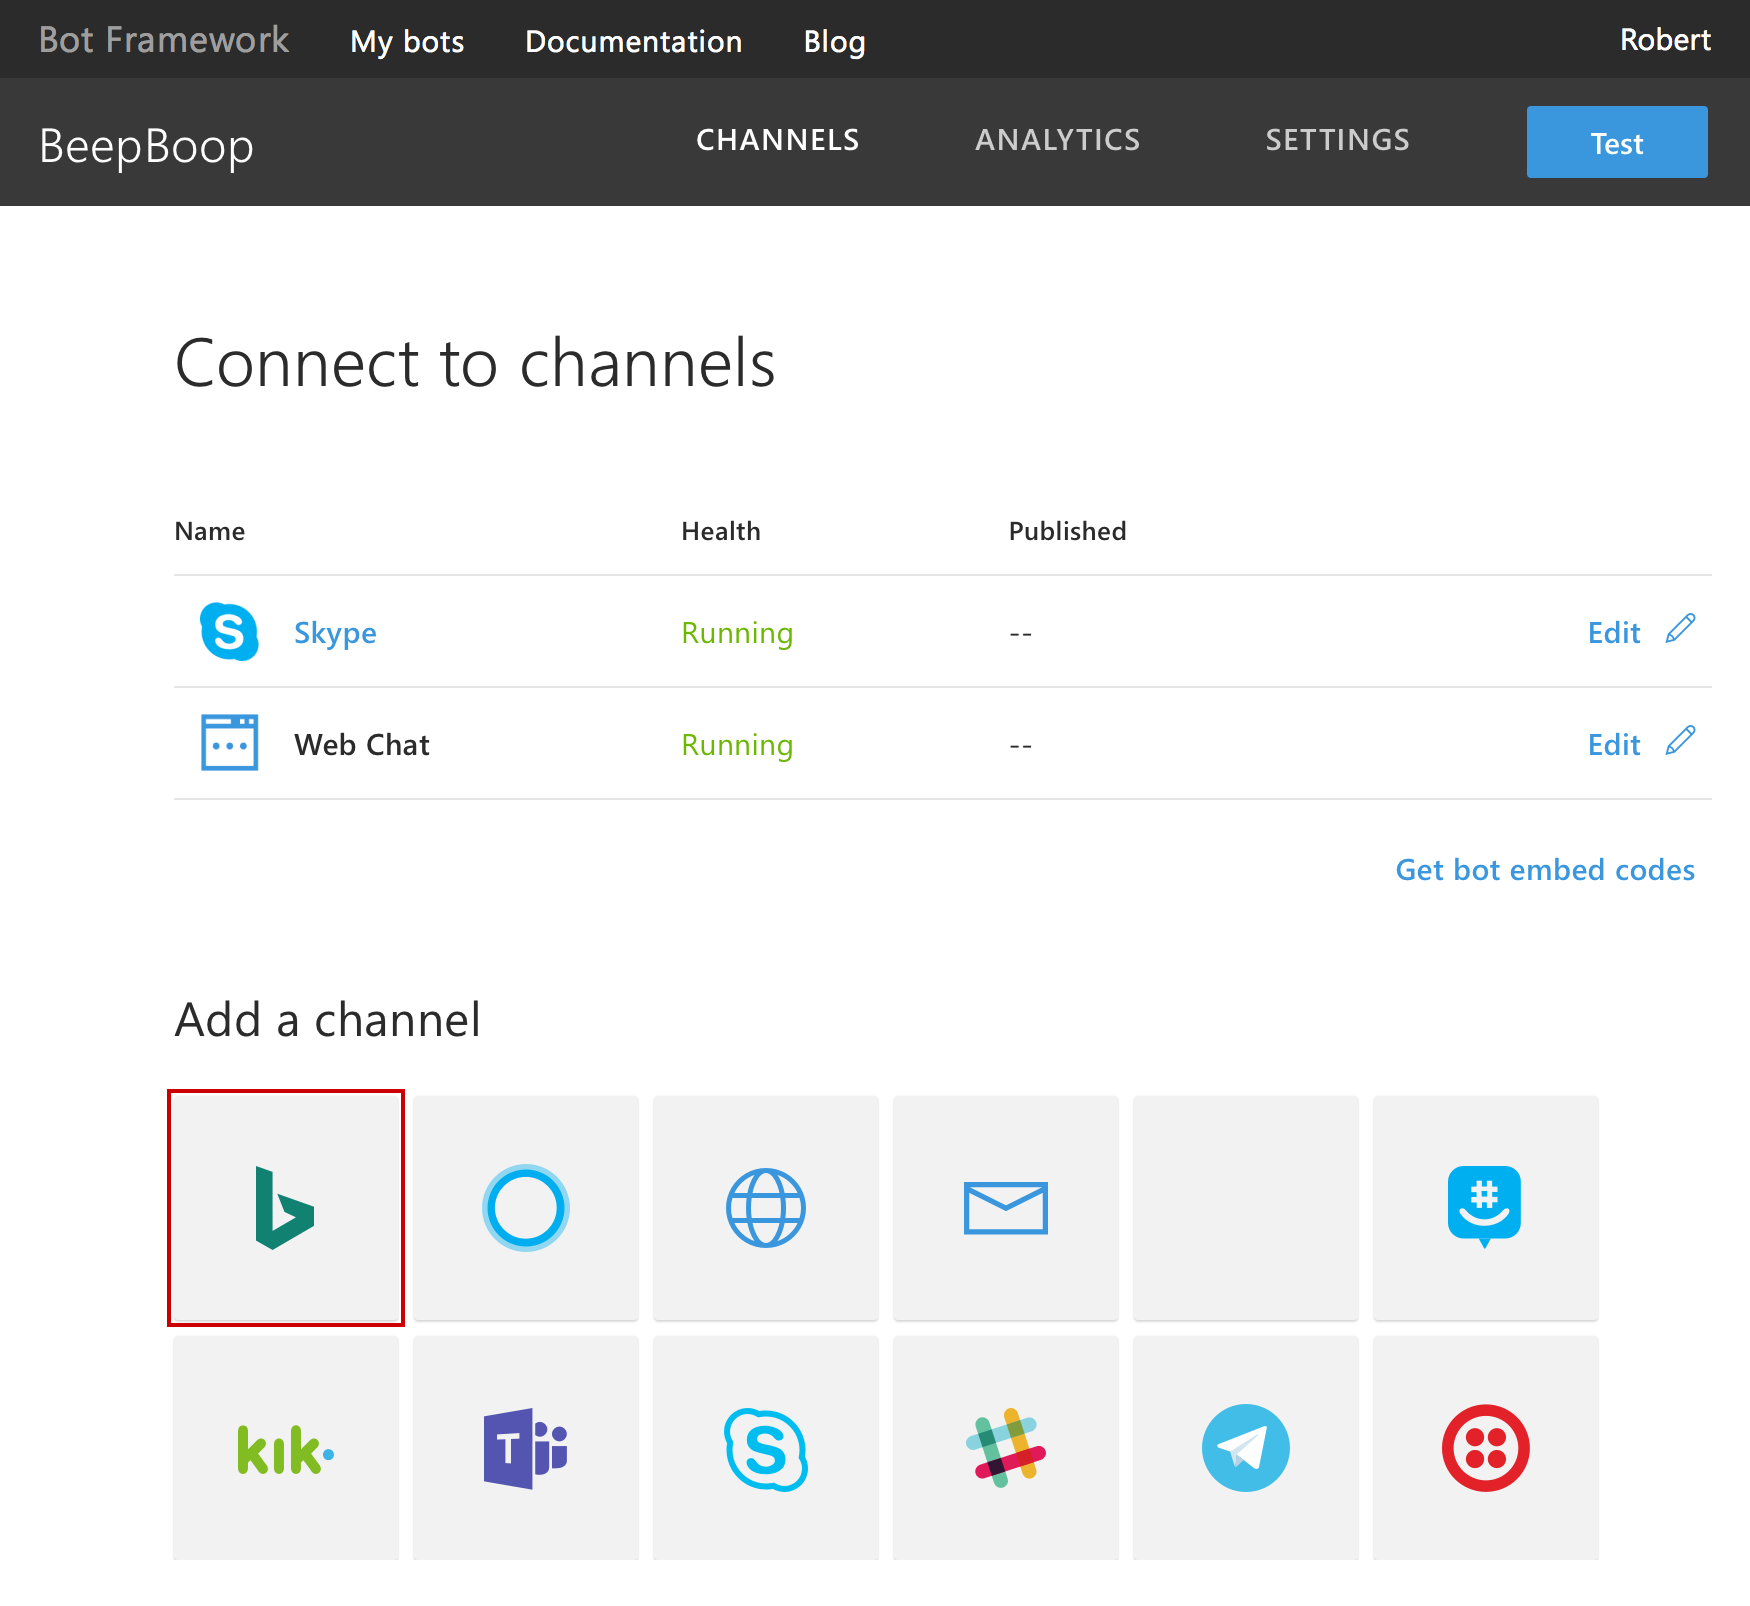 Bot Framework My bots Documentation Blog Robert
BeepBoop CHANNELS ANALYTICS SETTINGS Test
Connect to channels
Name Health Published
Skype Running -- Edit
Web Chat Running -- Edit
Get bot embed codes
Add a channel
kik